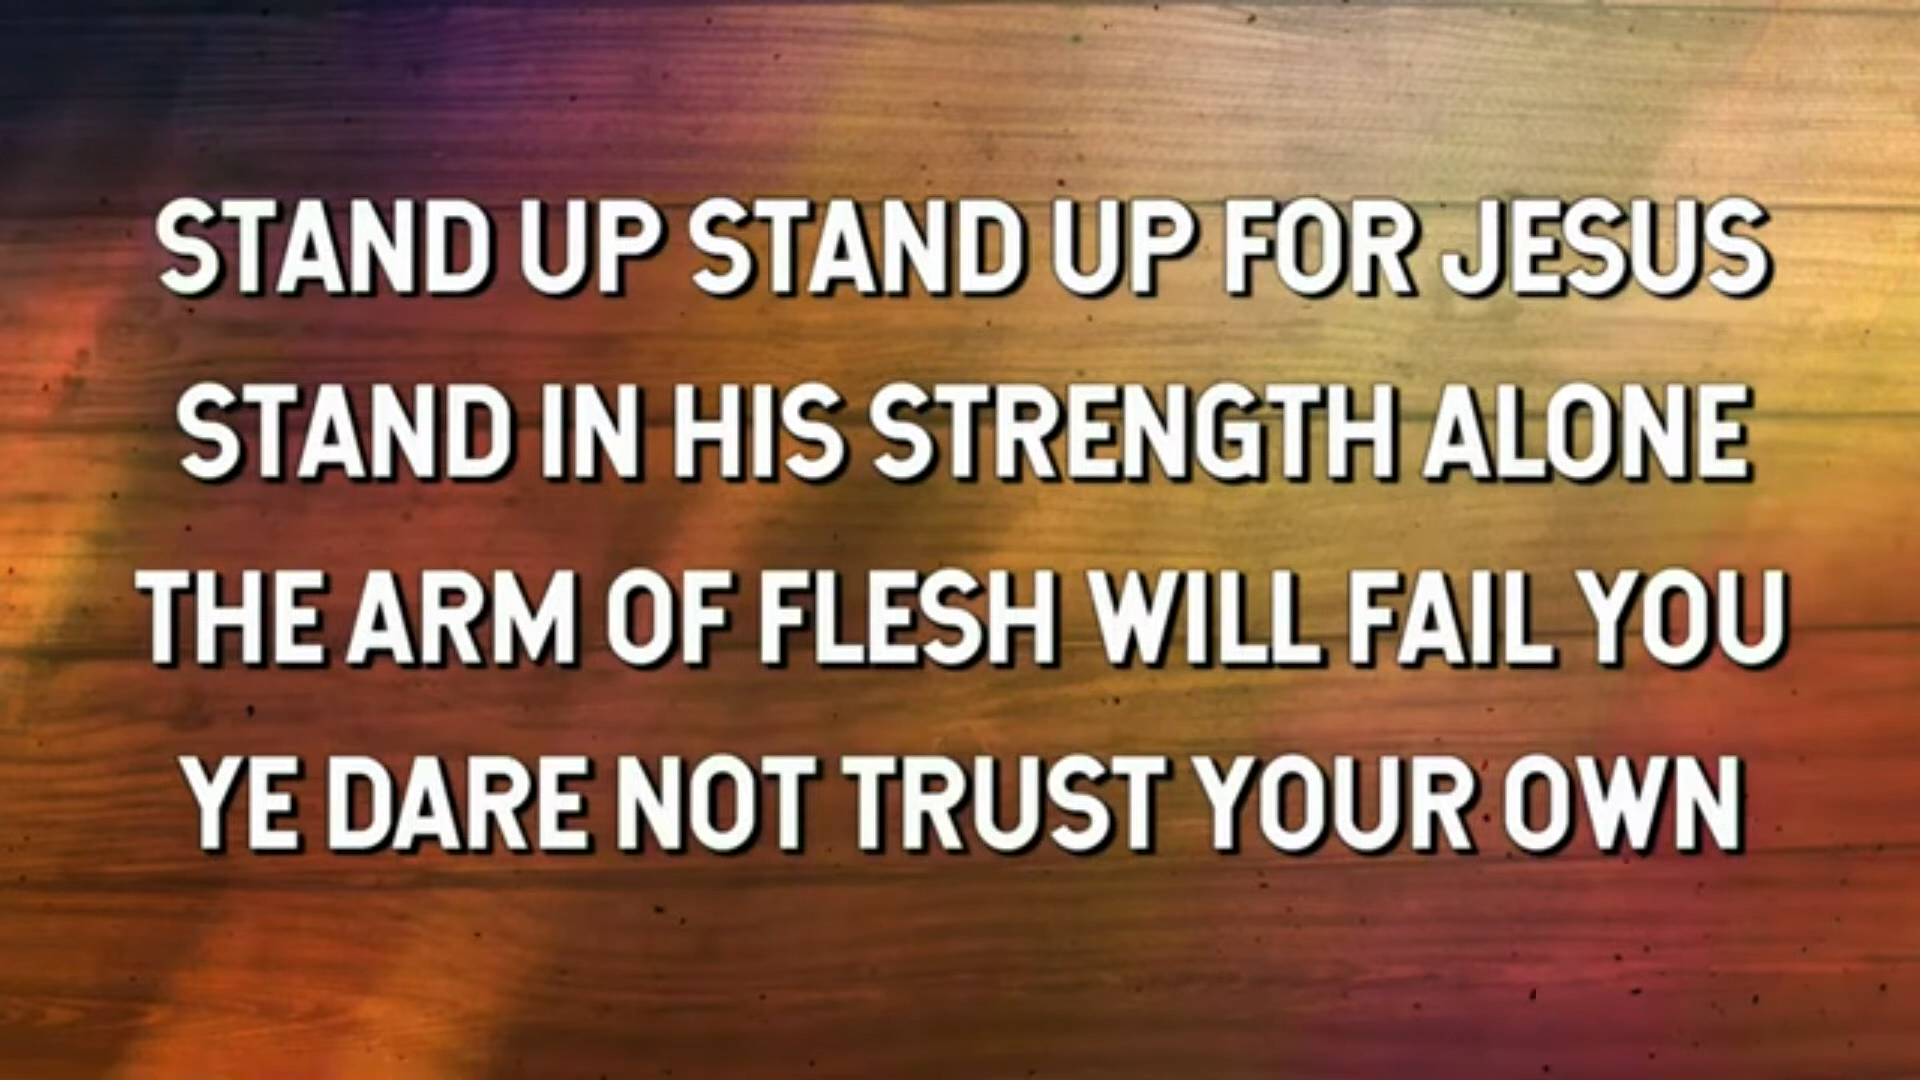 STAND UP STAND UP FOR JESUS
STAND IN HIS STRENGTH ALONE
THE ARM OF FLESH WILL FAIL YOU
YE DARE NOT TRUST YOUR OWN